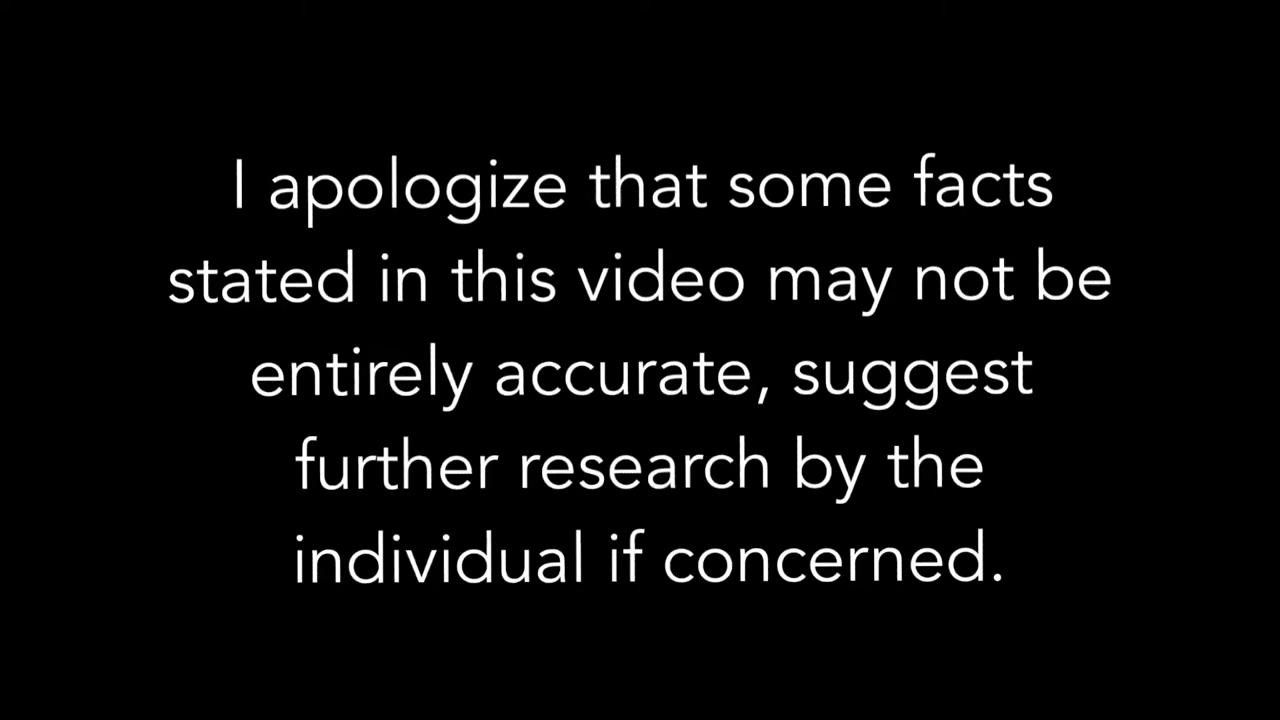 I apologize that some facts
stated in this video may not be
entirely accurate, suggest
further research by the
individual if concerned.